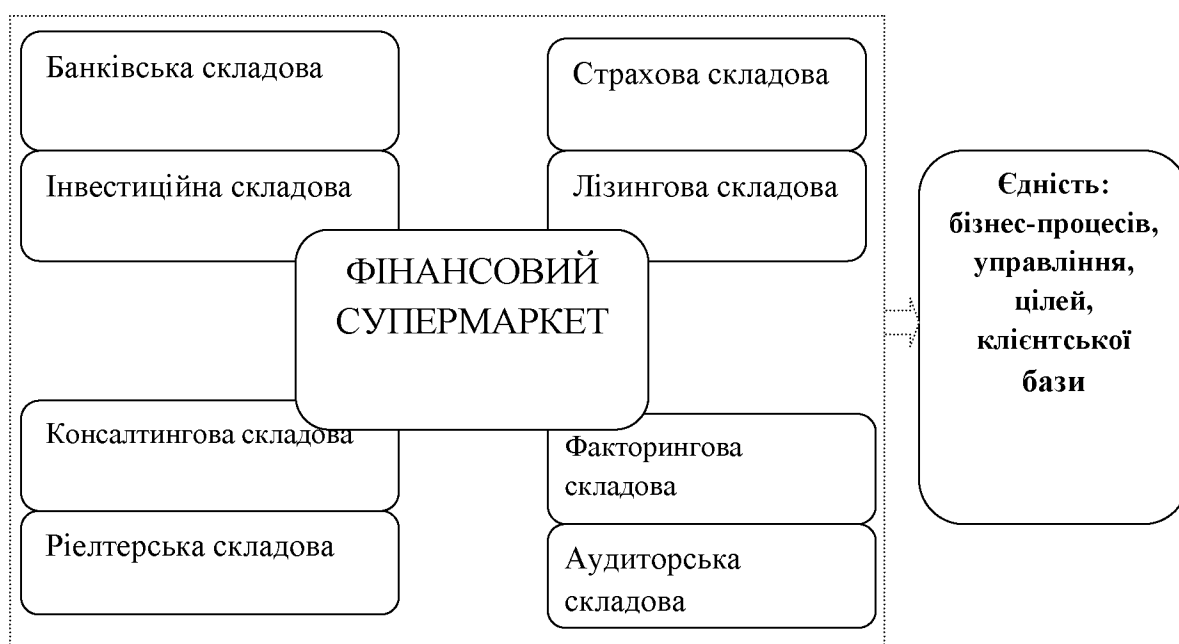 Банківська складова
Страхова складова
Інвестиційна складова
Лізингова складова
ФІНАНСОВИЙ
СУПЕРМАРКЕТ
Консалтингова складова
Факторингова
складова
Ріелтерська складова
Аудиторська
складова
Єдність:
бізнес-процесів,
управління,
цілей,
клієнтської
бази